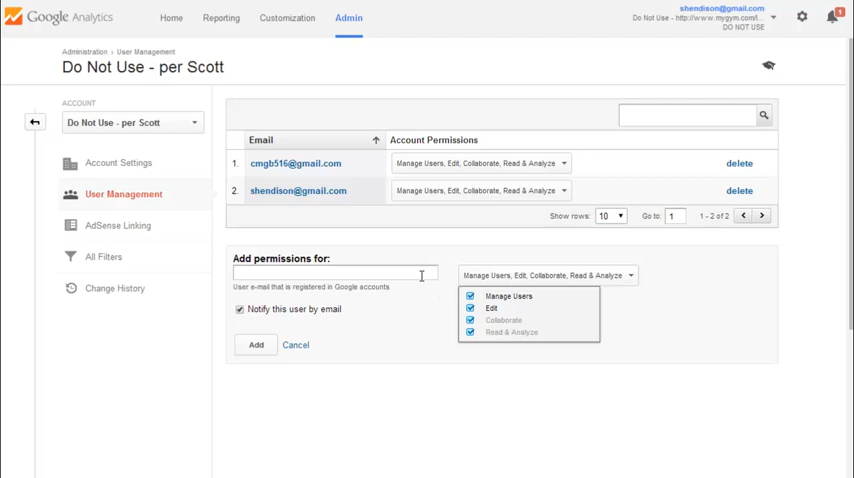 Google Analytics
Home Reporting Customization Admin
shendison@gmail.com
Do Not Use - http://www.mygym.com/l...
DO NOT USE
1
Administration › User Management
Do Not Use - per Scott
ACCOUNT
Do Not Use - per Scott
Account Settings
User Management
AdSense Linking
All Filters
Change History
Email Account Permissions
1. cmgb516@gmail.com Manage Users, Edit, Collaborate, Read & Analyze delete
2. shendison@gmail.com Manage Users, Edit, Collaborate, Read & Analyze delete
Show rows: 10 Go to: 1 1 - 2 of 2
Add permissions for:
User e-mail that is registered in Google accounts
Notify this user by email
Add Cancel
Manage Users, Edit, Collaborate, Read & Analyze
Manage Users
Edit
Collaborate
Read & Analyze